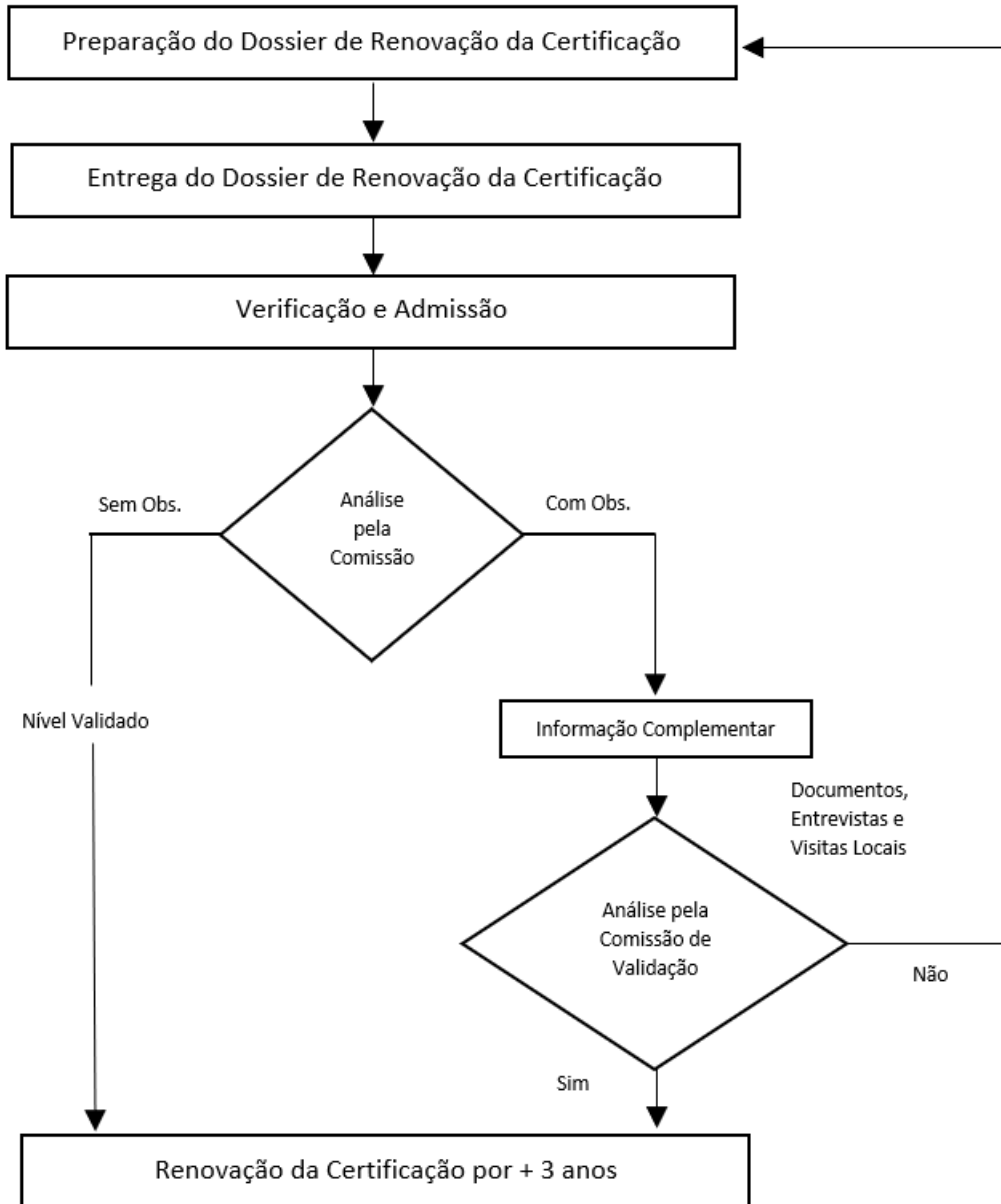 Preparação do Dossier de Renovação da Certificação
Entrega do Dossier de Renovação da Certificação
Verificação e Admissão
Sem Obs.
Análise
pela
Comissão
Com Obs.
Nível Validado
Informação Complementar
Documentos,
Entrevistas e
Visitas Locais
Análise pela
Comissão de
Validação
Não
Sim
Renovação da Certificação por + 3 anos